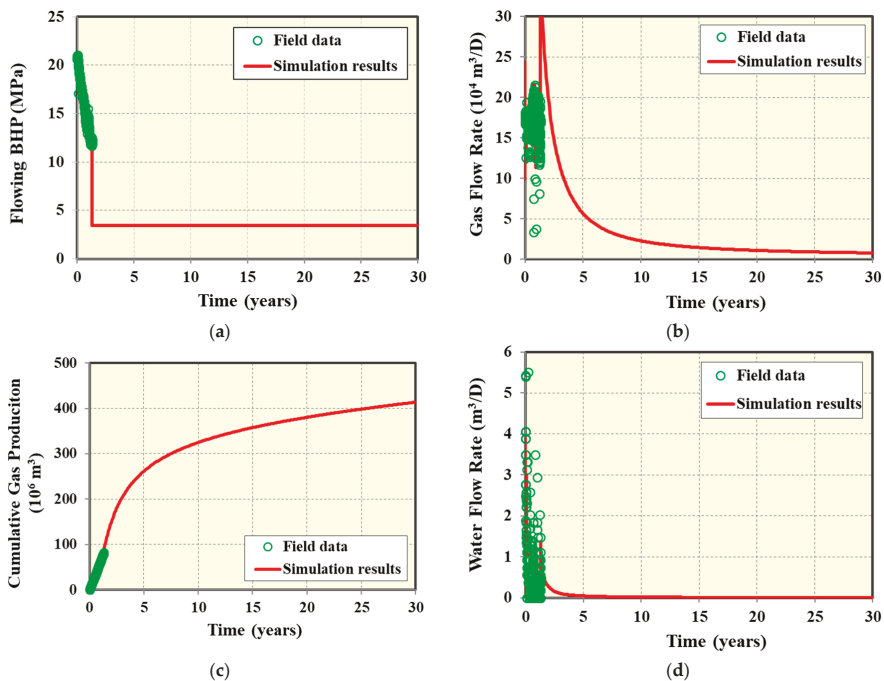 25
20
15
10
5
0
Flowing BHP (MPa)
Field data
Simulation results
0 5 10 15 20 25 30
Time (years)
(a)
30
25
20
15
10
5
0
Gas Flow Rate (10⁴ m³/D)
Field data
Simulation results
0 5 10 15 20 25 30
Time (years)
(b)
500
400
300
200
100
0
Cumulative Gas Produciton
(10⁶ m³)
Field data
Simulation results
0 5 10 15 20 25 30
Time (years)
(c)
6
5
4
3
2
1
0
Water Flow Rate (m³/D)
Field data
Simulation results
0 5 10 15 20 25 30
Time (years)
(d)